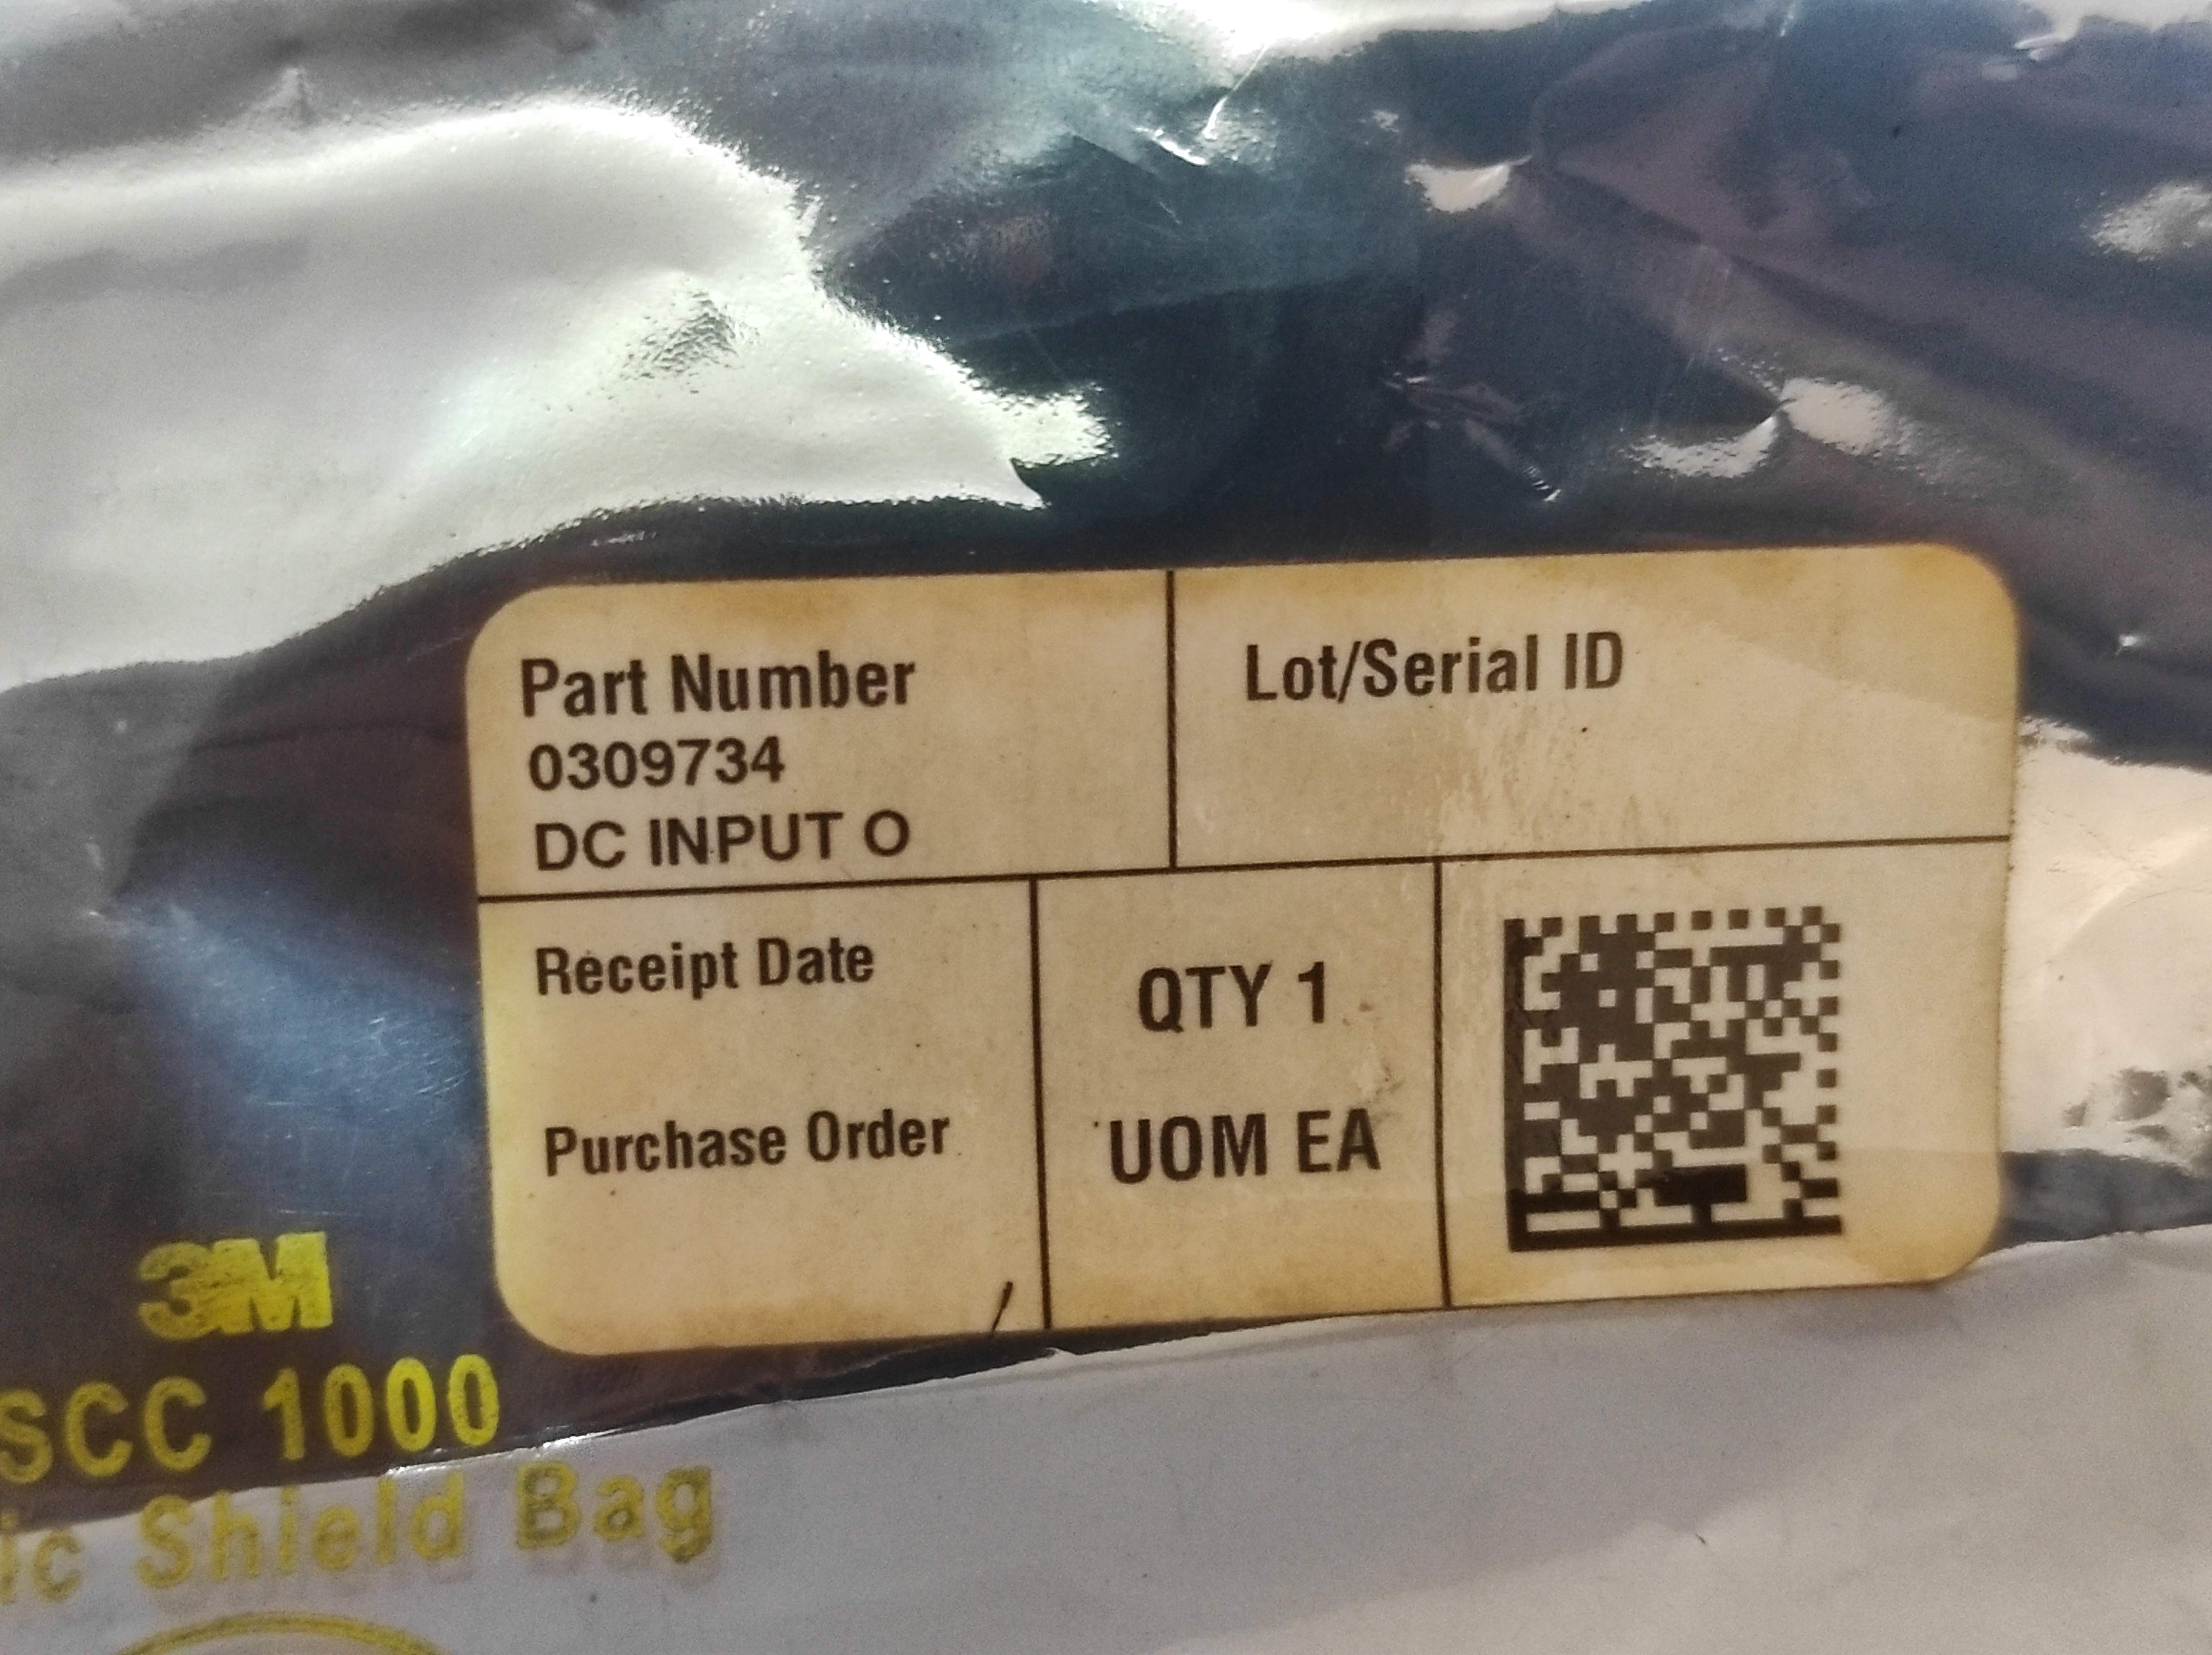 Part Number
0309734
DC INPUT O
Lot/Serial ID
Receipt Date
Purchase Order
QTY 1
UOM EA
3M
SCC 1000
ic Shield Bag